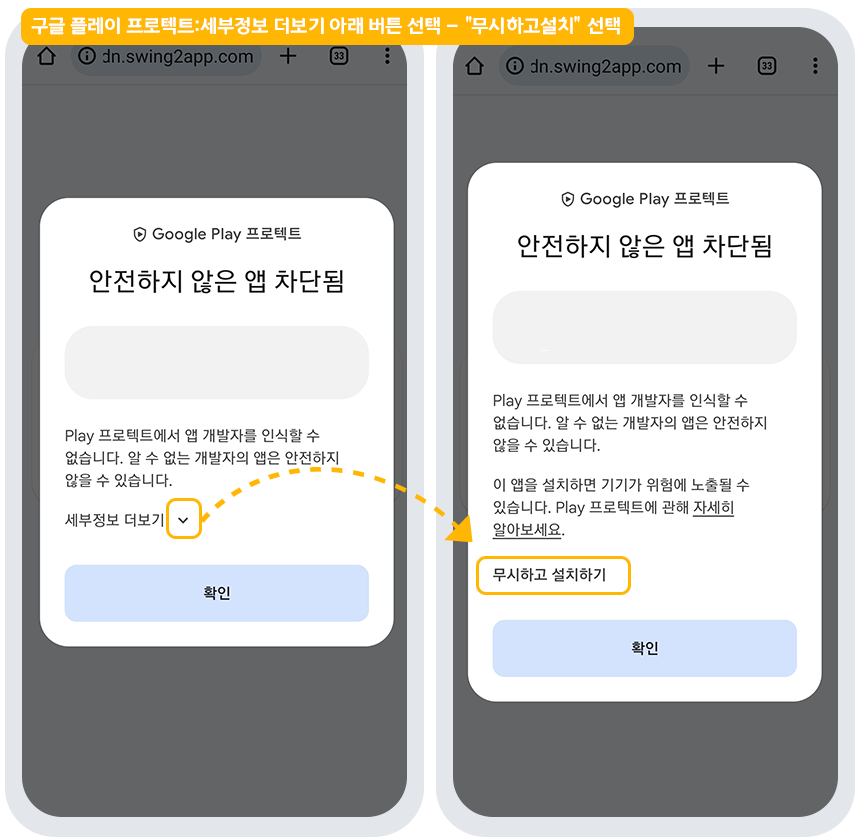 구글 플레이 프로텍트:세부정보 더보기 아래 버튼 선택 – "무시하고설치" 선택
dn.swing2app.com
33
Google Play 프로텍트
안전하지 않은 앱 차단됨
Play 프로텍트에서 앱 개발자를 인식할 수
없습니다. 알 수 없는 개발자의 앱은 안전하지
않을 수 있습니다.
세부정보 더보기
확인
dn.swing2app.com
33
Google Play 프로텍트
안전하지 않은 앱 차단됨
Play 프로텍트에서 앱 개발자를 인식할 수
없습니다. 알 수 없는 개발자의 앱은 안전하지
않을 수 있습니다.
이 앱을 설치하면 기기가 위험에 노출될 수
있습니다. Play 프로텍트에 관해 자세히
알아보세요.
무시하고 설치하기
확인